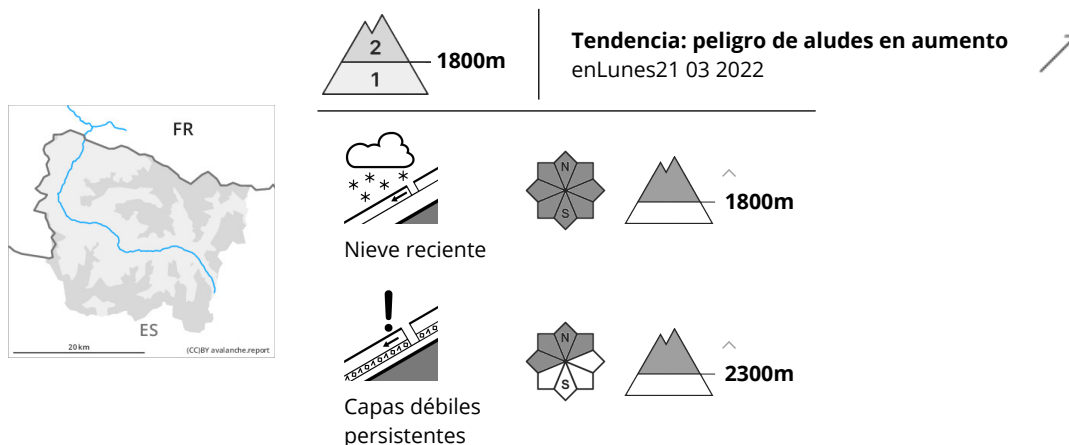 2
1
1800m
Tendencia: peligro de aludes en aumento
enLunes21 03 2022
FR
ES
20 km
(CC)BY avalanche.report
N
S
1800m
Nieve reciente
N
S
2300m
Capas débiles
persistentes